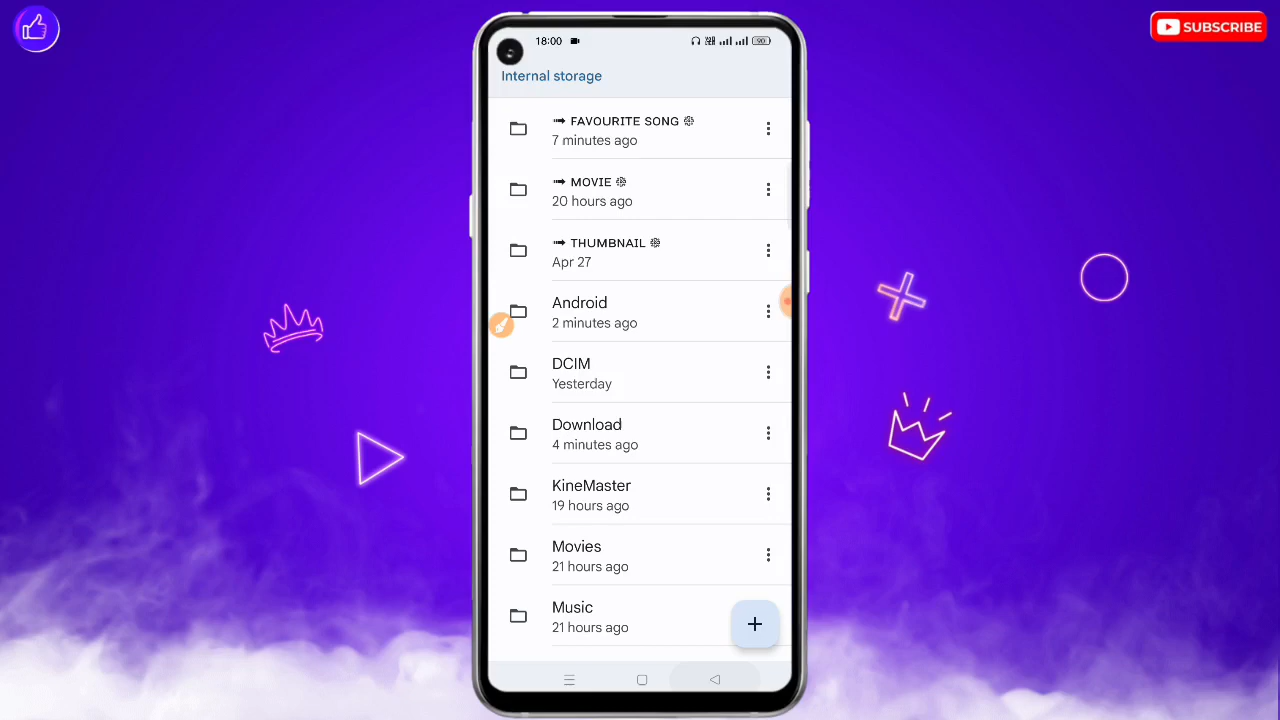 SUBSCRIBE
18:00
90
Internal storage
➟ FAVOURITE SONG ֍
7 minutes ago
➟ MOVIE ֍
20 hours ago
➟ THUMBNAIL ֍
Apr 27
Android
2 minutes ago
DCIM
Yesterday
Download
4 minutes ago
KineMaster
19 hours ago
Movies
21 hours ago
Music
21 hours ago